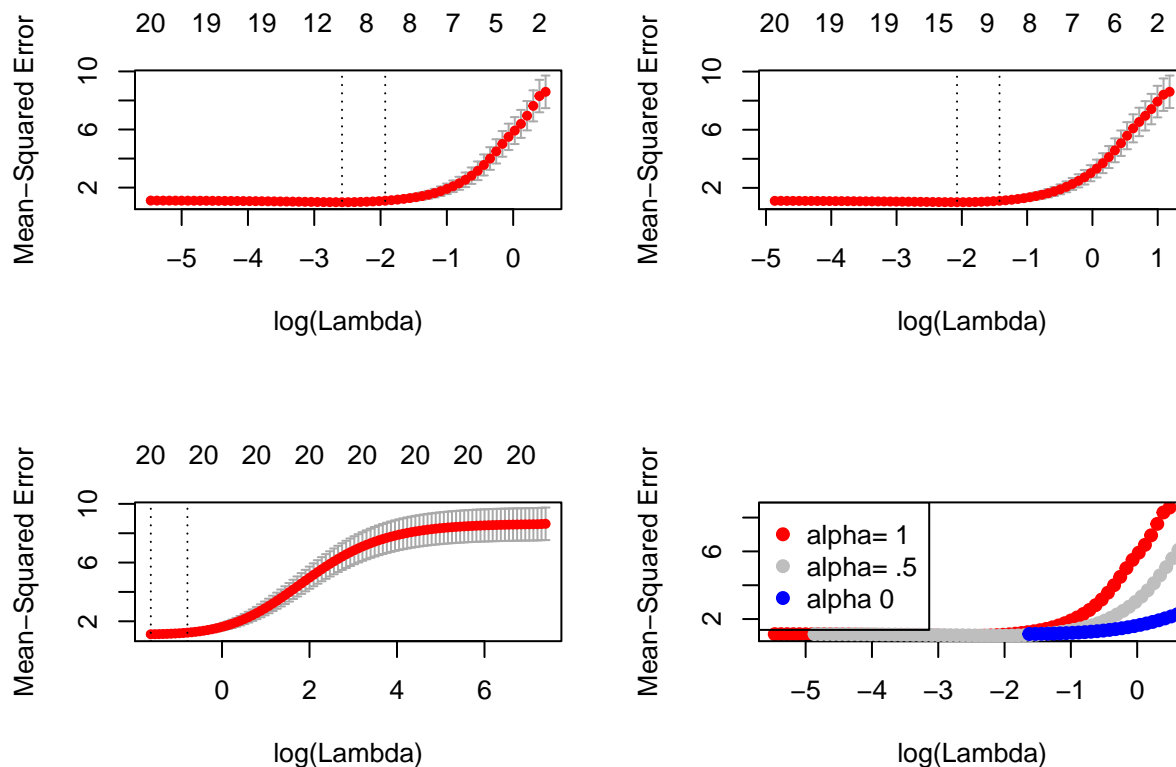 20 19 19 12 8 8 7 5 2
Mean−Squared Error
10
6
2
−5 −4 −3 −2 −1 0
log(Lambda)
20 19 19 15 9 8 7 6 2
Mean−Squared Error
10
6
2
−5 −4 −3 −2 −1 0 1
log(Lambda)
20 20 20 20 20 20 20 20
Mean−Squared Error
10
6
2
0 2 4 6
log(Lambda)
Mean−Squared Error
6
2
alpha= 1
alpha= .5
alpha 0
−5 −4 −3 −2 −1 0
log(Lambda)